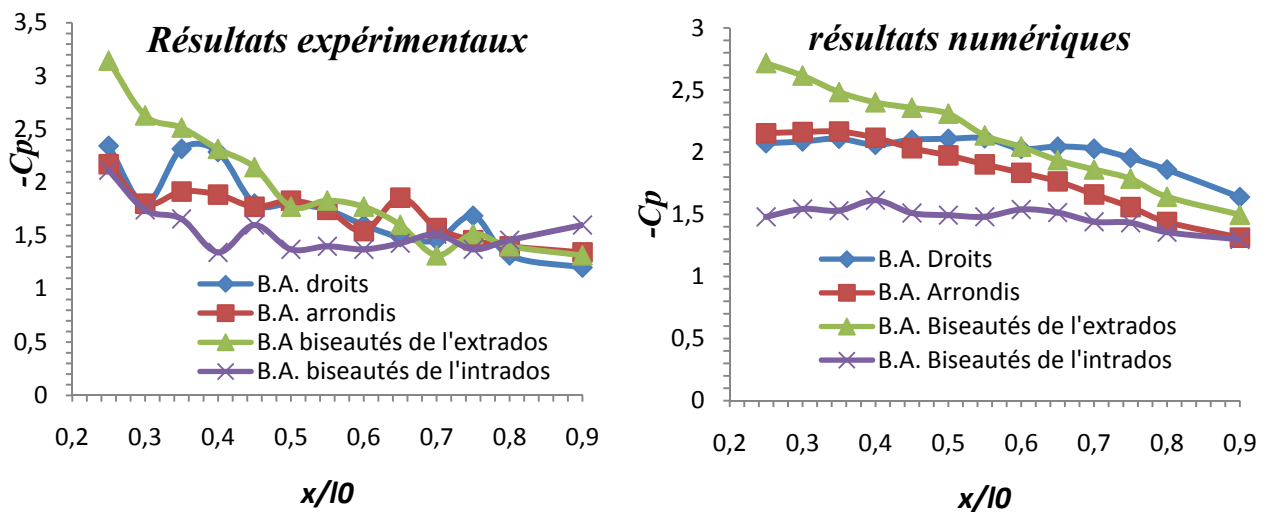 Résultats expérimentaux
3,5
3
2,5
2
1,5
1
0,5
0
-Cp
B.A. droits
B.A. arrondis
B.A biseautés de l'extrados
B.A. biseautés de l'intrados
0,2 0,3 0,4 0,5 0,6 0,7 0,8 0,9
x/l0
résultats numériques
3
2,5
2
1,5
1
0,5
0
-Cp
B.A. Droits
B.A. Arrondis
B.A. Biseautés de l'extrados
B.A. Biseautés de l'intrados
0,2 0,3 0,4 0,5 0,6 0,7 0,8 0,9
x/l0